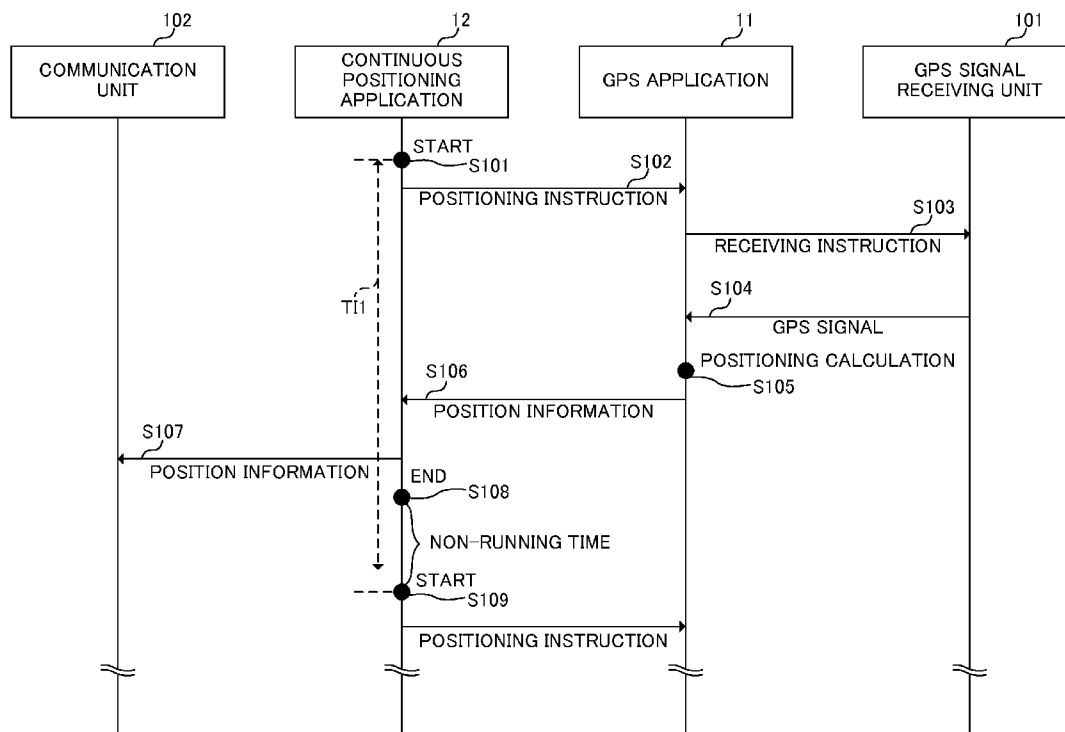 102
12
11
101
COMMUNICATION
UNIT
CONTINUOUS
POSITIONING
APPLICATION
GPS APPLICATION
GPS SIGNAL
RECEIVING UNIT
START
S101
S102
POSITIONING INSTRUCTION
S103
RECEIVING INSTRUCTION
TI1
S104
GPS SIGNAL
POSITIONING CALCULATION
S105
S106
POSITION INFORMATION
S107
POSITION INFORMATION
END
S108
NON-RUNNING TIME
START
S109
POSITIONING INSTRUCTION